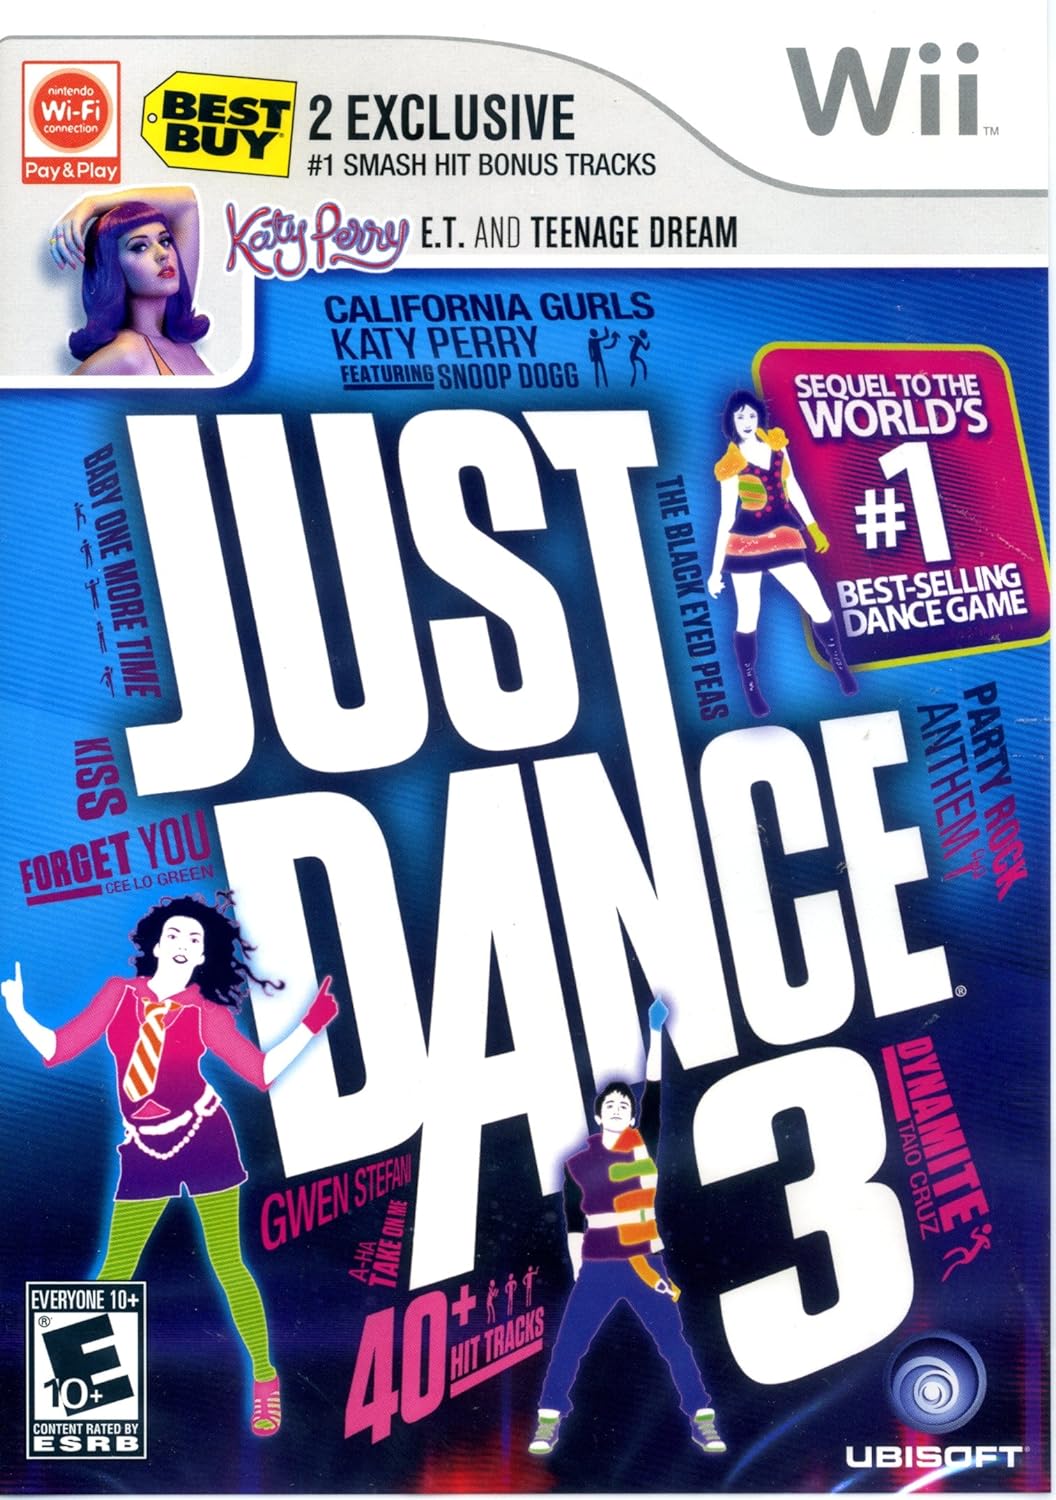 Wii™
nintendo
Wi-Fi
connection
Pay & Play
BEST
BUY
2 EXCLUSIVE
#1 SMASH HIT BONUS TRACKS
Katy Perry E.T. AND TEENAGE DREAM
CALIFORNIA GURLS
KATY PERRY
FEATURING SNOOP DOGG
SEQUEL TO THE
WORLD'S
#1
BEST-SELLING
DANCE GAME
JUST
DANCE®
3
BABY ONE MORE TIME
THE BLACK EYED PEAS
KISS
PARTY ROCK
ANTHEM
FORGET YOU
CEE LO GREEN
DYNAMITE
TAIO CRUZ
GWEN STEFANI
A-HA
TAKE ON ME
40+
HIT TRACKS
EVERYONE 10+
E®
10+
CONTENT RATED BY
ESRB
UBISOFT®